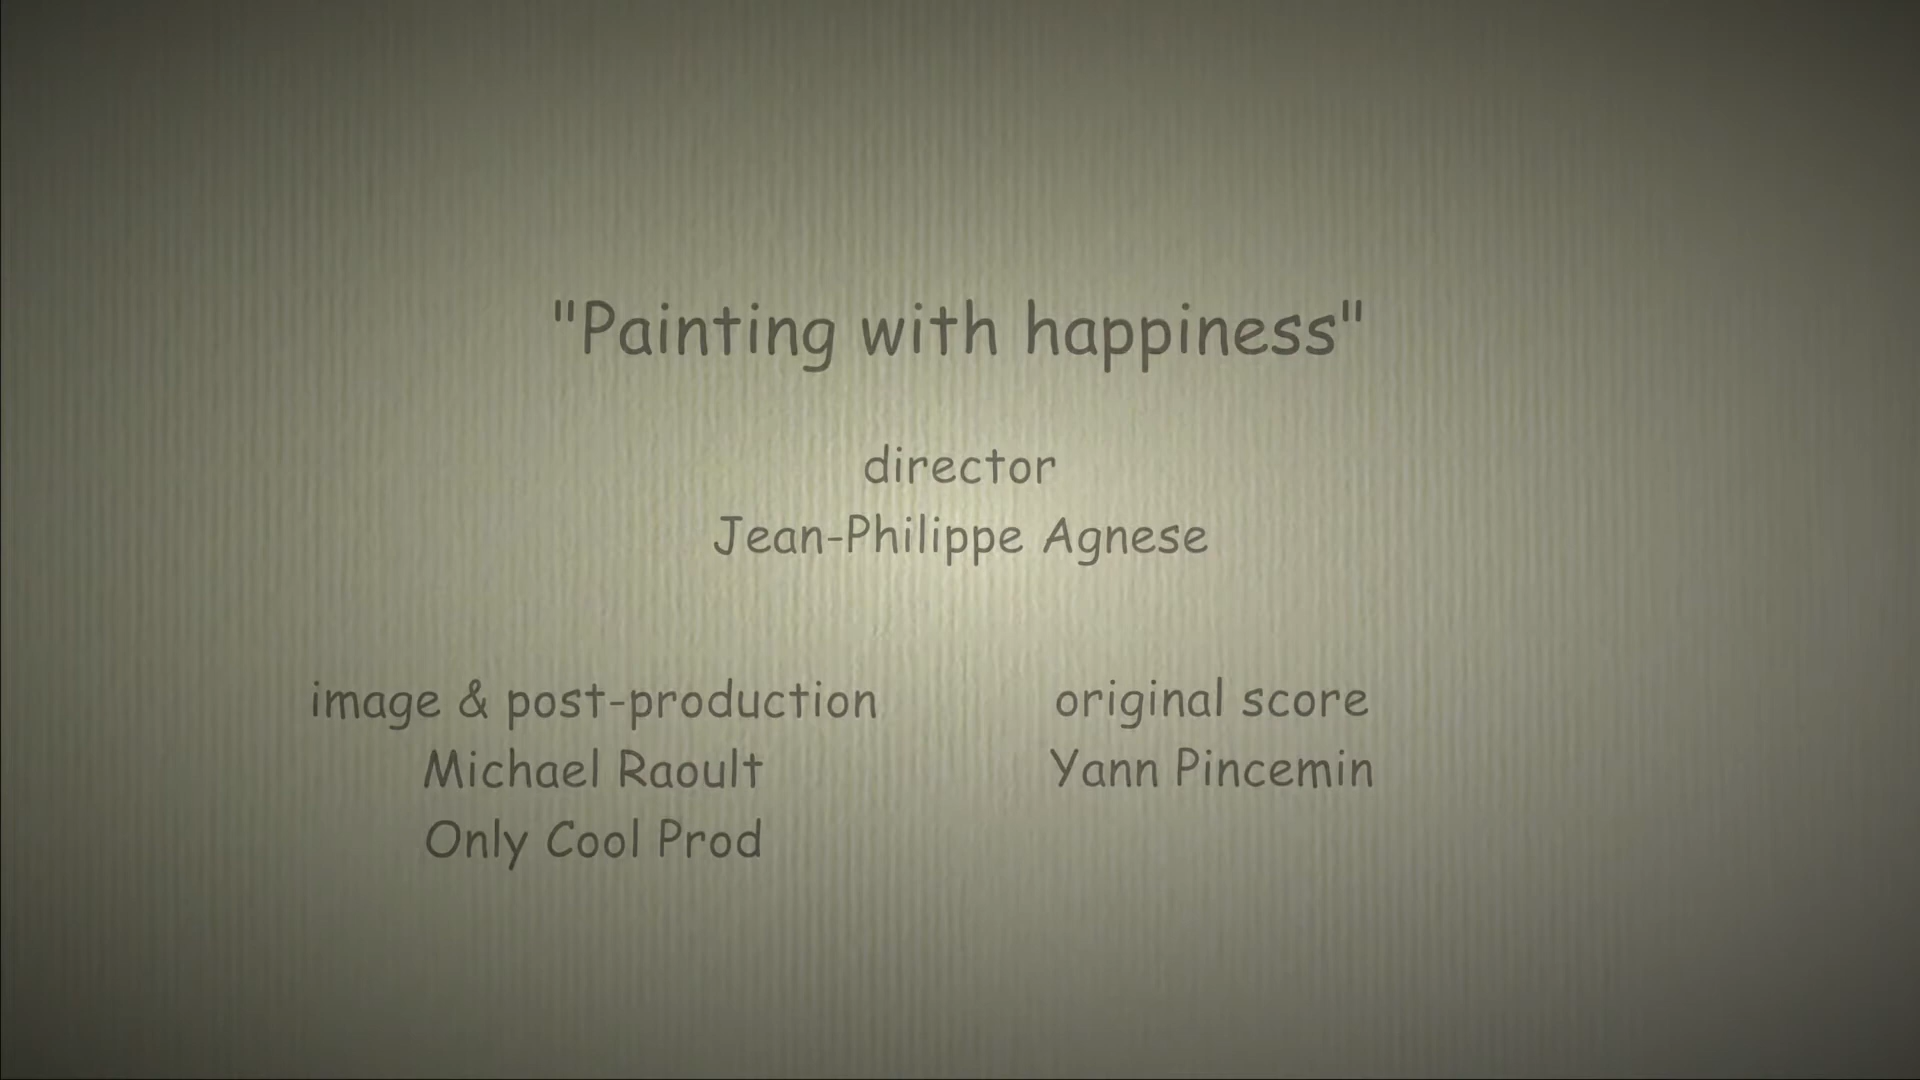 "Painting with happiness"
director
Jean-Philippe Agnese
image & post-production
Michael Raoult
Only Cool Prod
original score
Yann Pincemin